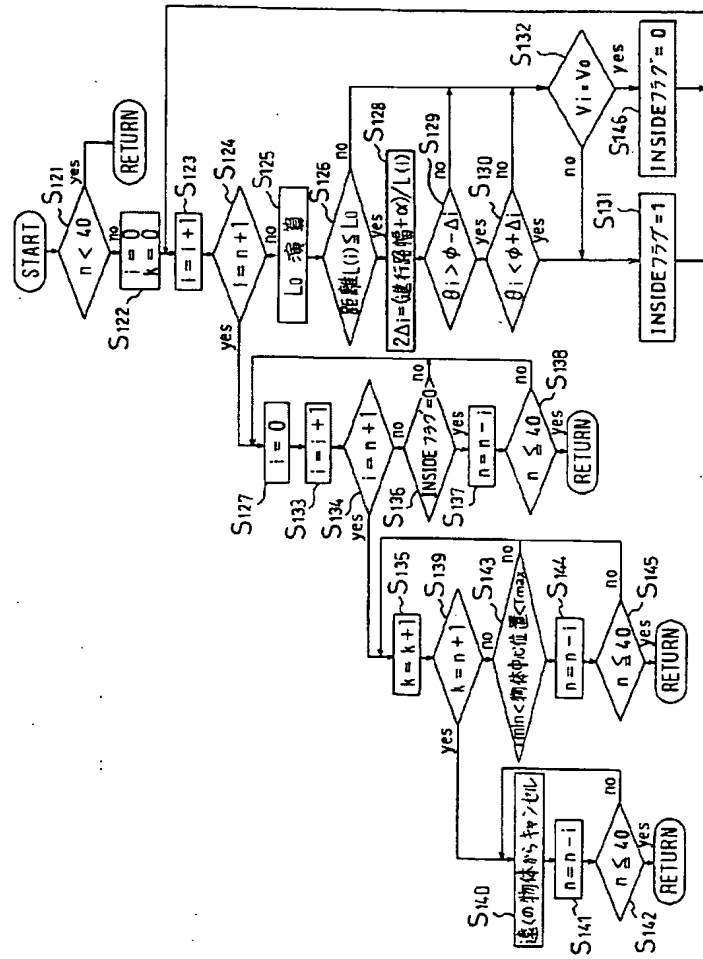 START
S121
n < 40
yes
RETURN
no
S122
i = 0
k = 0
S123
i = i + 1
S124
i = n + 1
yes
no
S125
Lo 演算
S126
距離L(i) ≦ Lo
no
yes
S128
2Δi=(進行路幅+α)/L(i)
S129
θi > φ - Δi
no
yes
S130
θi < φ + Δi
no
yes
S132
Vi = Vo
no
yes
S131
INSIDEフラグ=1
S146
INSIDEフラグ=0
S127
i = 0
S133
i = i + 1
S134
i = n + 1
yes
no
S136
INSIDEフラグ=0
no
yes
S137
n = n - i
S138
n ≦ 40
no
yes
RETURN
S135
k = k + 1
S139
k = n + 1
yes
no
S143
Tmin<物体中心位置<Tmax
no
S144
n = n - i
S145
n ≦ 40
no
yes
RETURN
S140
遠くの物体からキャンセル
S141
n = n - i
S142
n ≦ 40
no
yes
RETURN